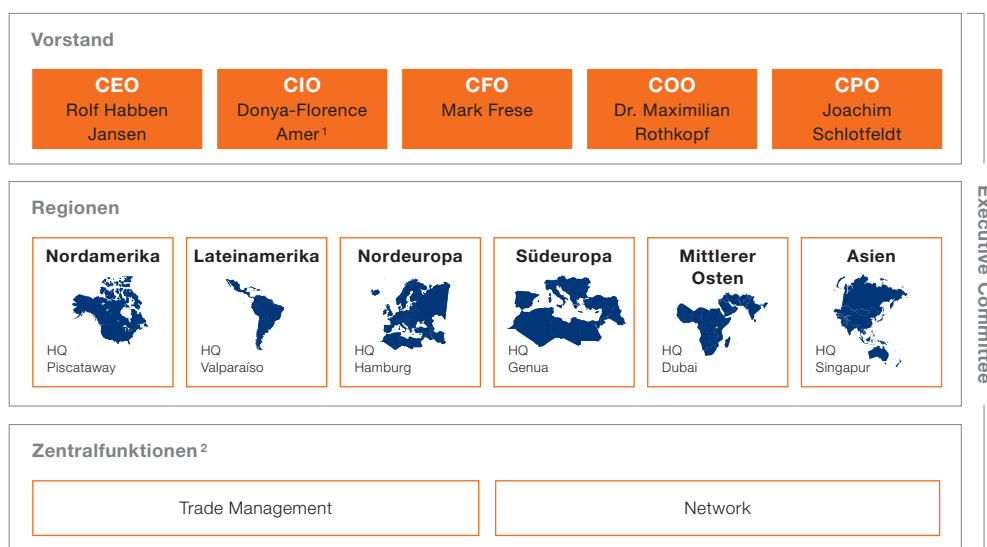 Vorstand
CEO
Rolf Habben
Jansen
CIO
Donya-Florence
Amer¹
CFO
Mark Frese
COO
Dr. Maximilian
Rothkopf
CPO
Joachim
Schlotfeldt
Regionen
Nordamerika
HQ
Piscataway
Lateinamerika
HQ
Valparaíso
Nordeuropa
HQ
Hamburg
Südeuropa
HQ
Genua
Mittlerer
Osten
HQ
Dubai
Asien
HQ
Singapur
Zentralfunktionen²
Trade Management
Network
Executive Committee